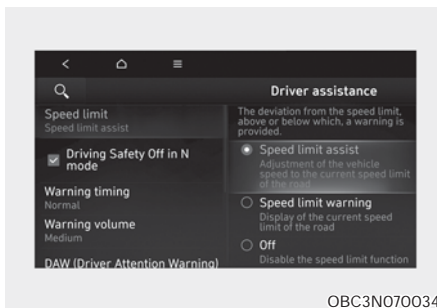 Driver assistance
Speed limit
Speed limit assist
Driving Safety Off in N
mode
Warning timing
Normal
Warning volume
Medium
DAW (Driver Attention Warning)
The deviation from the speed limit,
above or below which, a warning is
provided.
Speed limit assist
Adjustment of the vehicle
speed to the current speed limit
of the road
Speed limit warning
Display of the current speed
limit of the road
Off
Disable the speed limit function
OBC3N070034